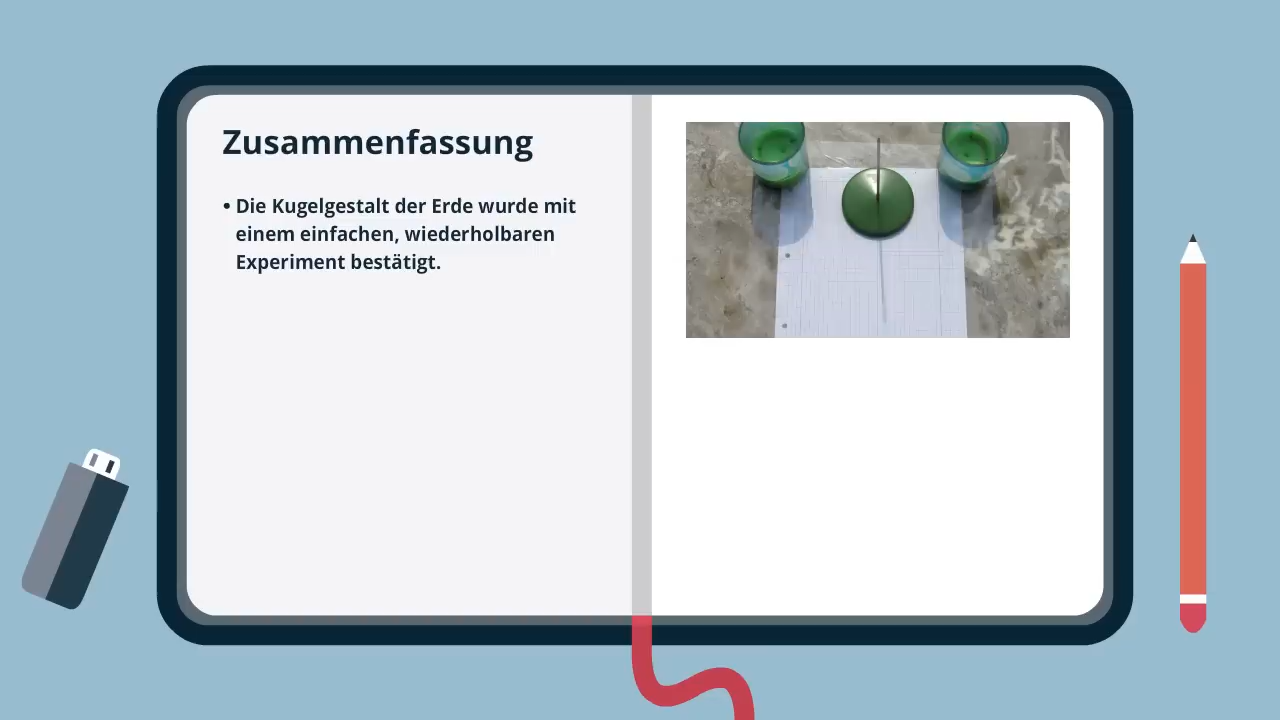 Zusammenfassung
• Die Kugelgestalt der Erde wurde mit
einem einfachen, wiederholbaren
Experiment bestätigt.